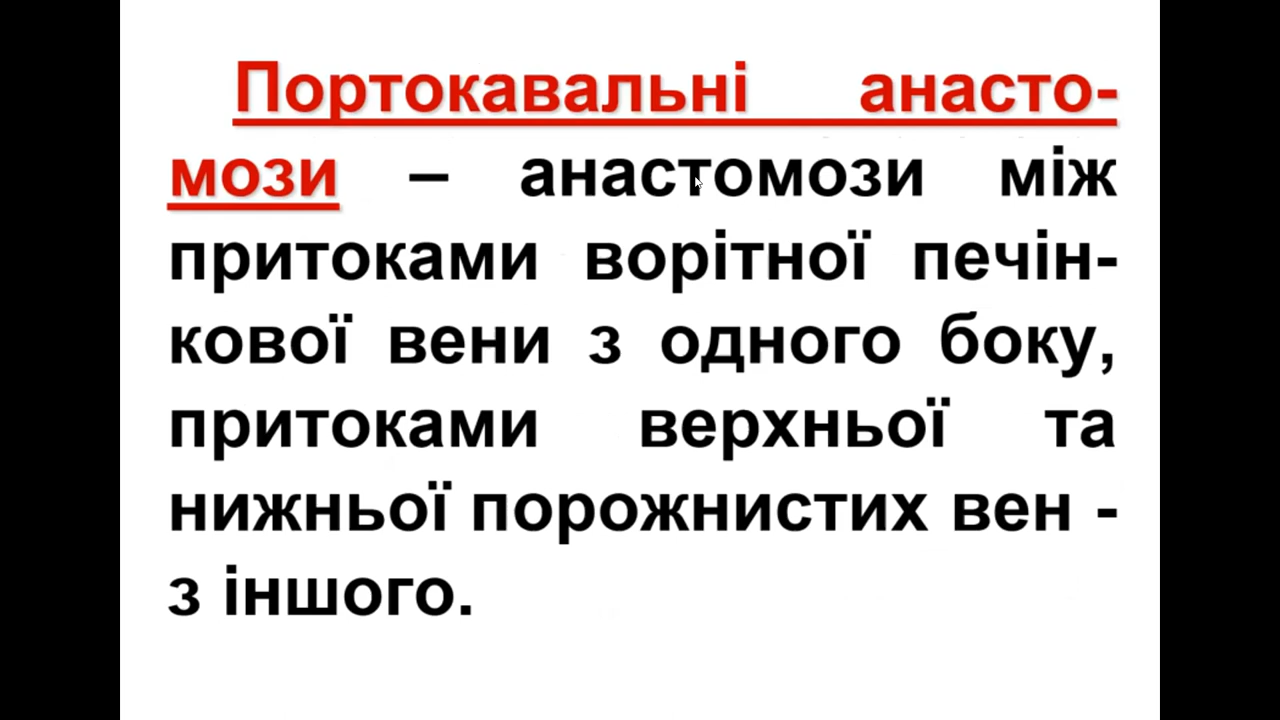 Портокавальні анасто-
мози – анастомози між
притоками ворітної печін-
кової вени з одного боку,
притоками верхньої та
нижньої порожнистих вен -
з іншого.